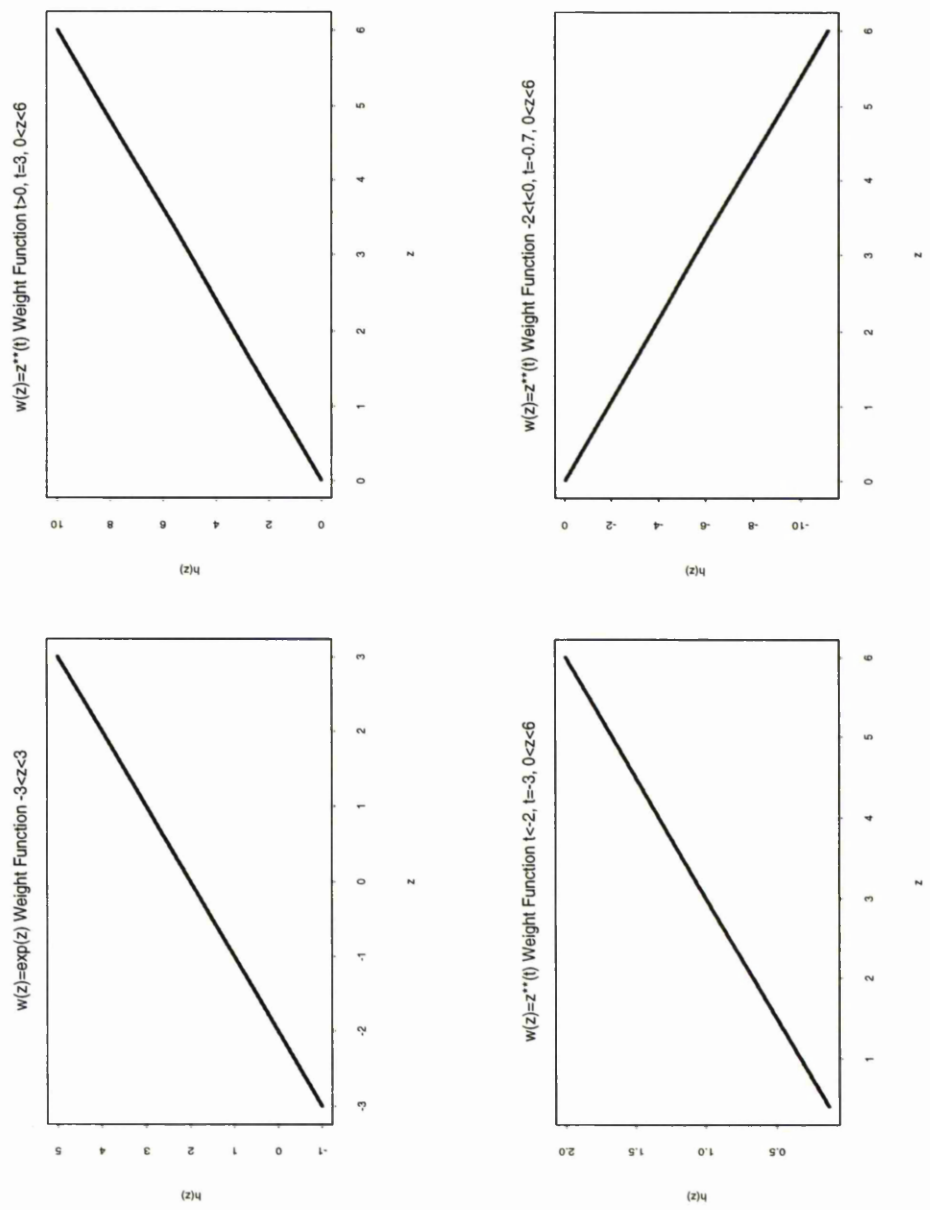 w(z)=exp(z) Weight Function -3<z<3
h(z)
5
4
3
2
1
0
-1
-3 -2 -1 0 1 2 3
z
w(z)=z**(t) Weight Function t>0, t=3, 0<z<6
h(z)
10
8
6
4
2
0
0 1 2 3 4 5 6
z
w(z)=z**(t) Weight Function t<-2, t=-3, 0<z<6
h(z)
2.0
1.5
1.0
0.5
1 2 3 4 5 6
z
w(z)=z**(t) Weight Function -2<t<0, t=-0.7, 0<z<6
h(z)
0
-2
-4
-6
-8
-10
0 1 2 3 4 5 6
z